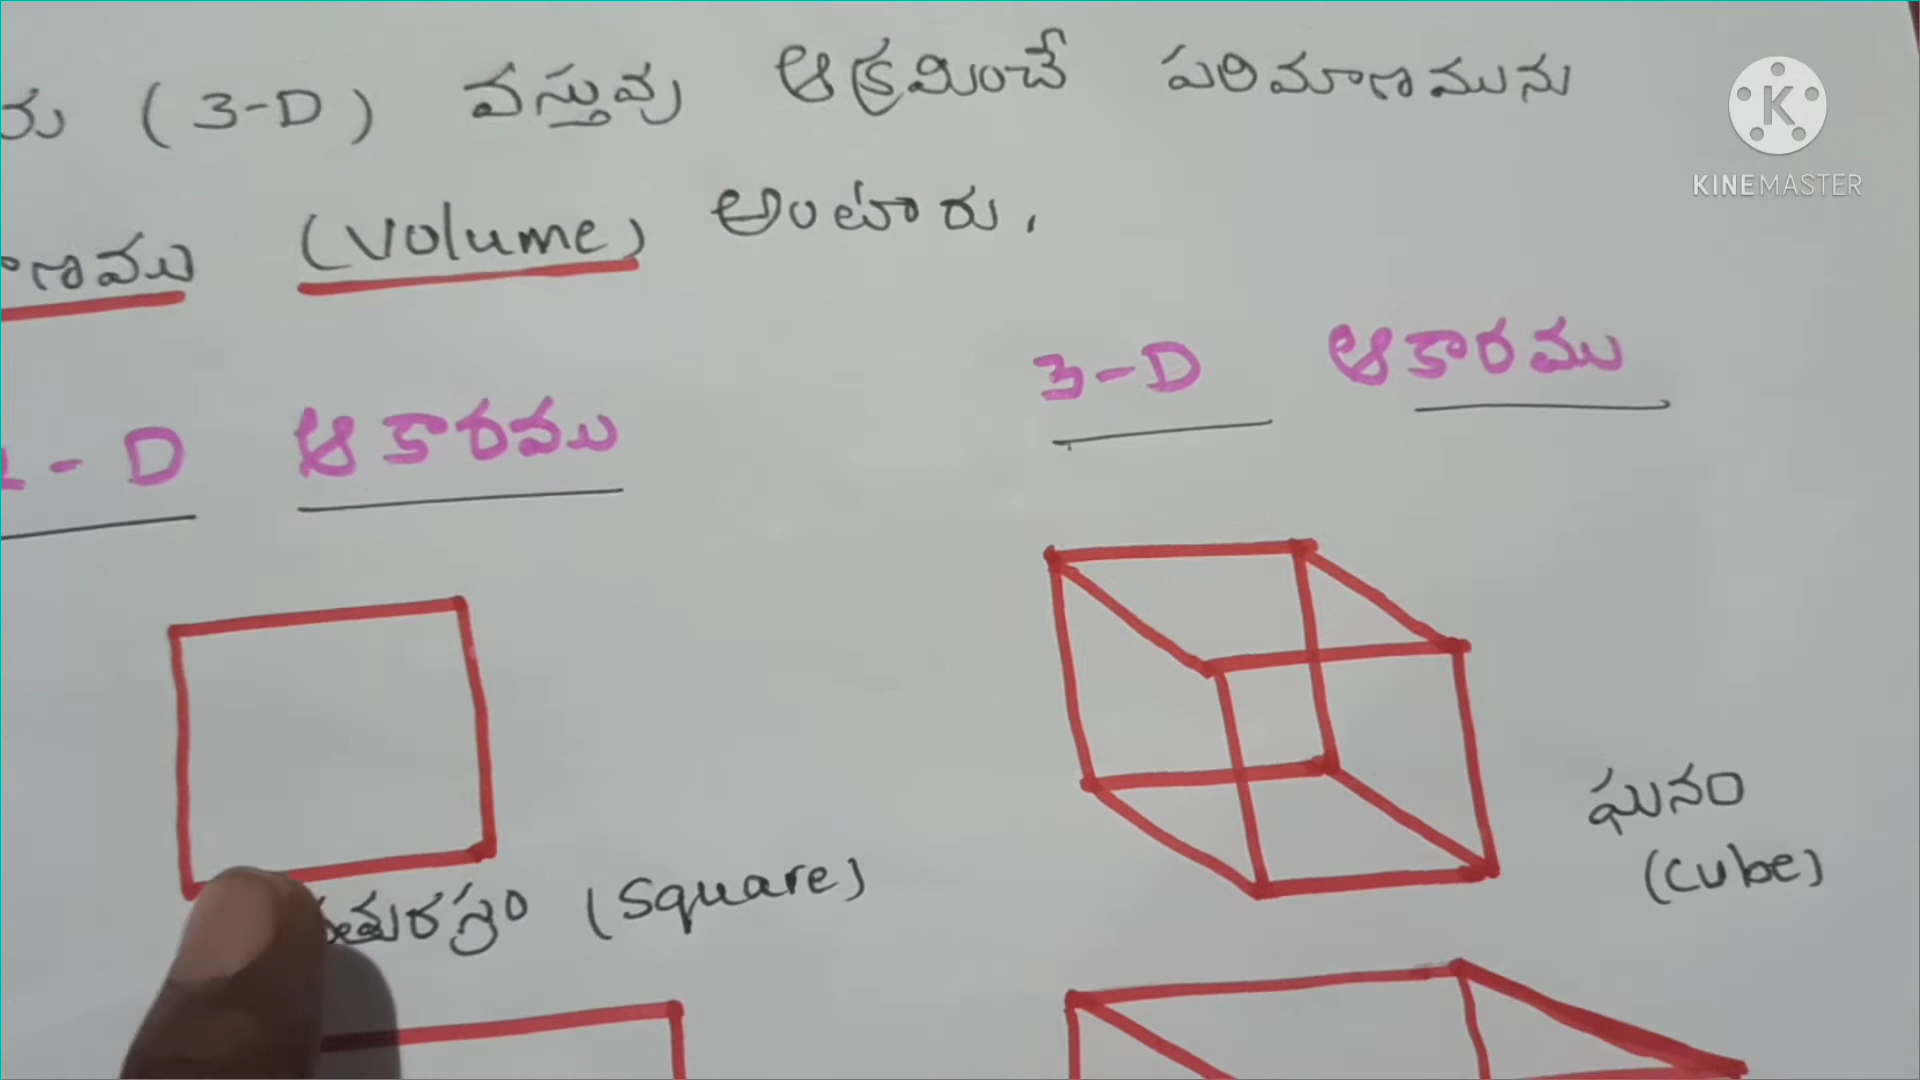 (3-D) వస్తువు ఆక్రమించే పరిమాణమును
(Volume) అంటారు.
3-D ఆకారము
- D ఆకారము
ఘనం
(Cube)
(Square)
K
KINEMASTER